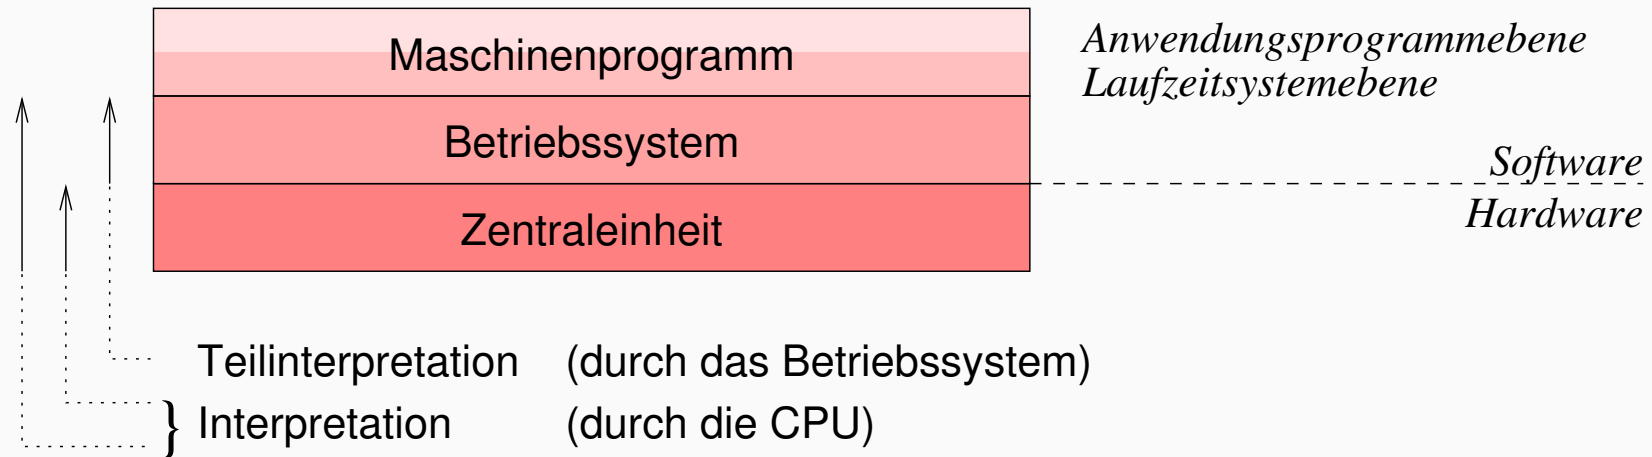 Maschinenprogramm
Anwendungsprogrammebene
Laufzeitsystemebene
Betriebssystem
Software
Zentraleinheit
Hardware
Teilinterpretation (durch das Betriebssystem)
} Interpretation (durch die CPU)